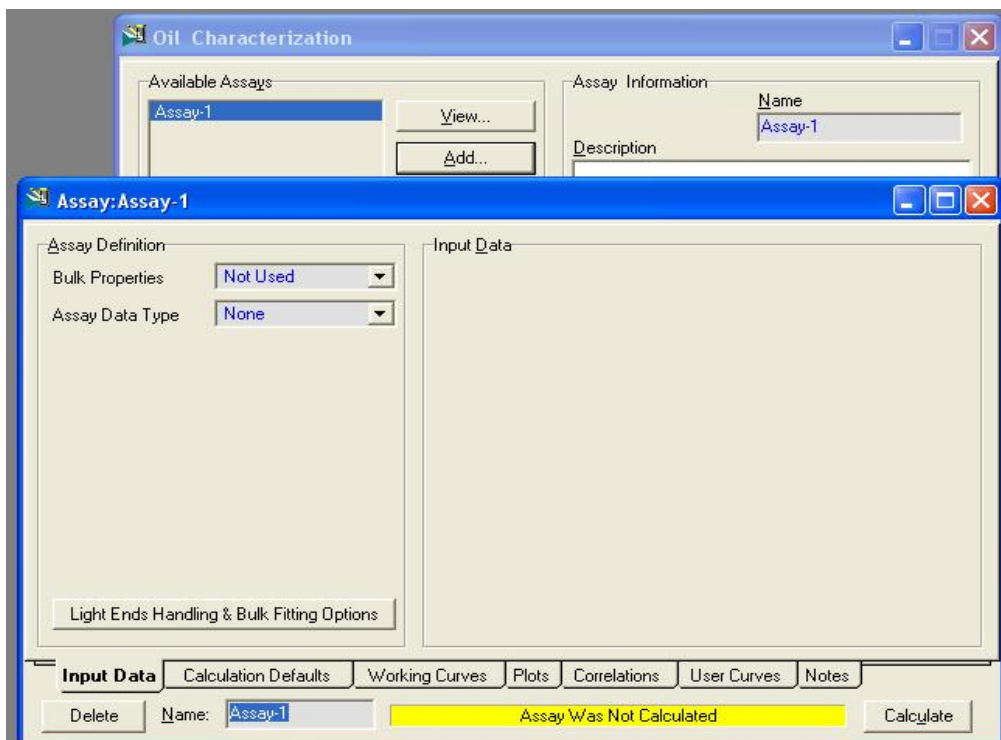 Oil Characterization
Available Assays
Assay-1
View...
Add...
Assay Information
Name
Assay-1
Description
Assay:Assay-1
Assay Definition
Bulk Properties Not Used
Assay Data Type None
Light Ends Handling & Bulk Fitting Options
Input Data
Input Data Calculation Defaults Working Curves Plots Correlations User Curves Notes
Delete Name: Assay-1 Assay Was Not Calculated Calculate